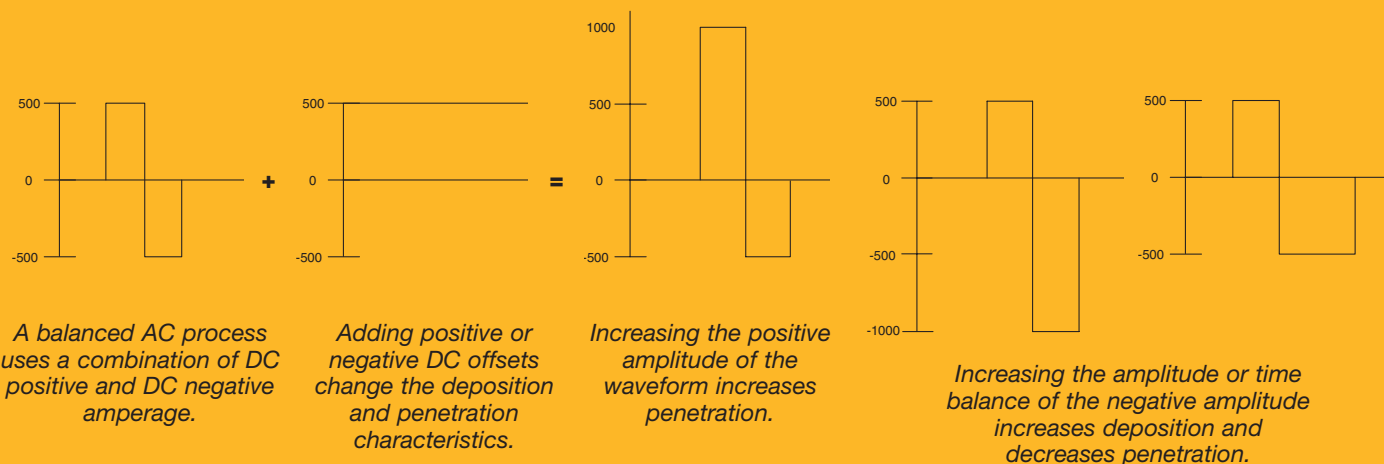 500
0
-500
+
500
0
-500
=
1000
500
0
-500
500
0
-500
-1000
500
0
-500
A balanced AC process
uses a combination of DC
positive and DC negative
amperage.
Adding positive or
negative DC offsets
change the deposition
and penetration
characteristics.
Increasing the positive
amplitude of the
waveform increases
penetration.
Increasing the amplitude or time
balance of the negative amplitude
increases deposition and
decreases penetration.